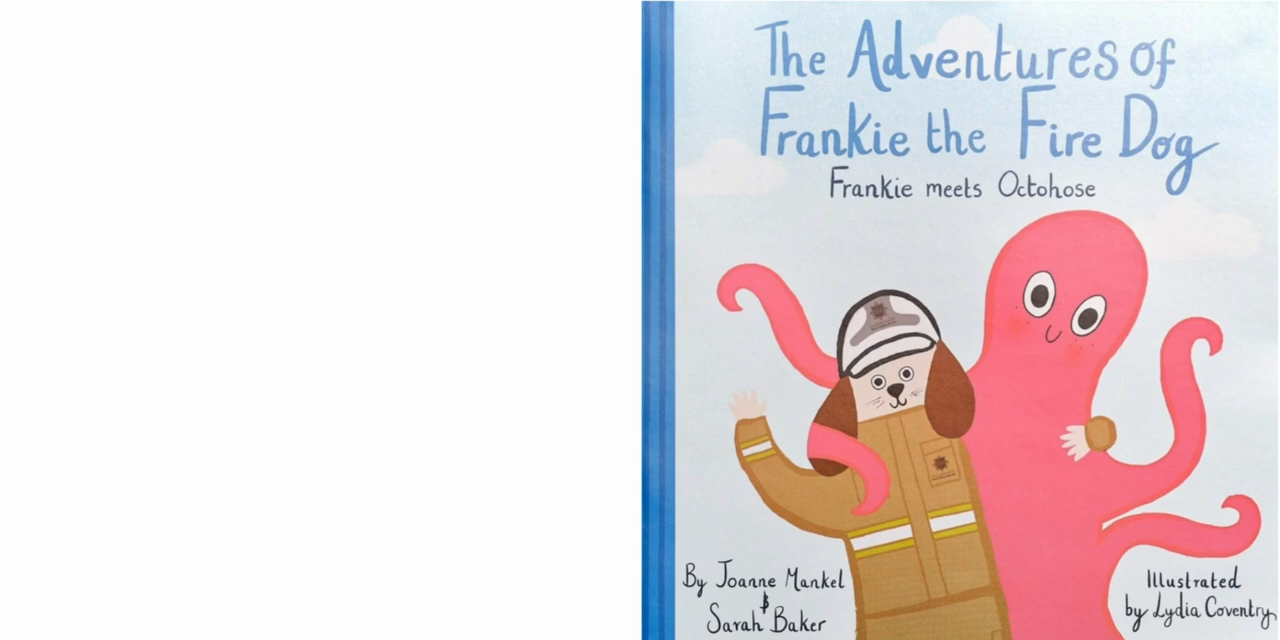 The Adventures of
Frankie the Fire Dog
Frankie meets Octohose
By Joanne Mankel
&
Sarah Baker
Illustrated
by Lydia Coventry